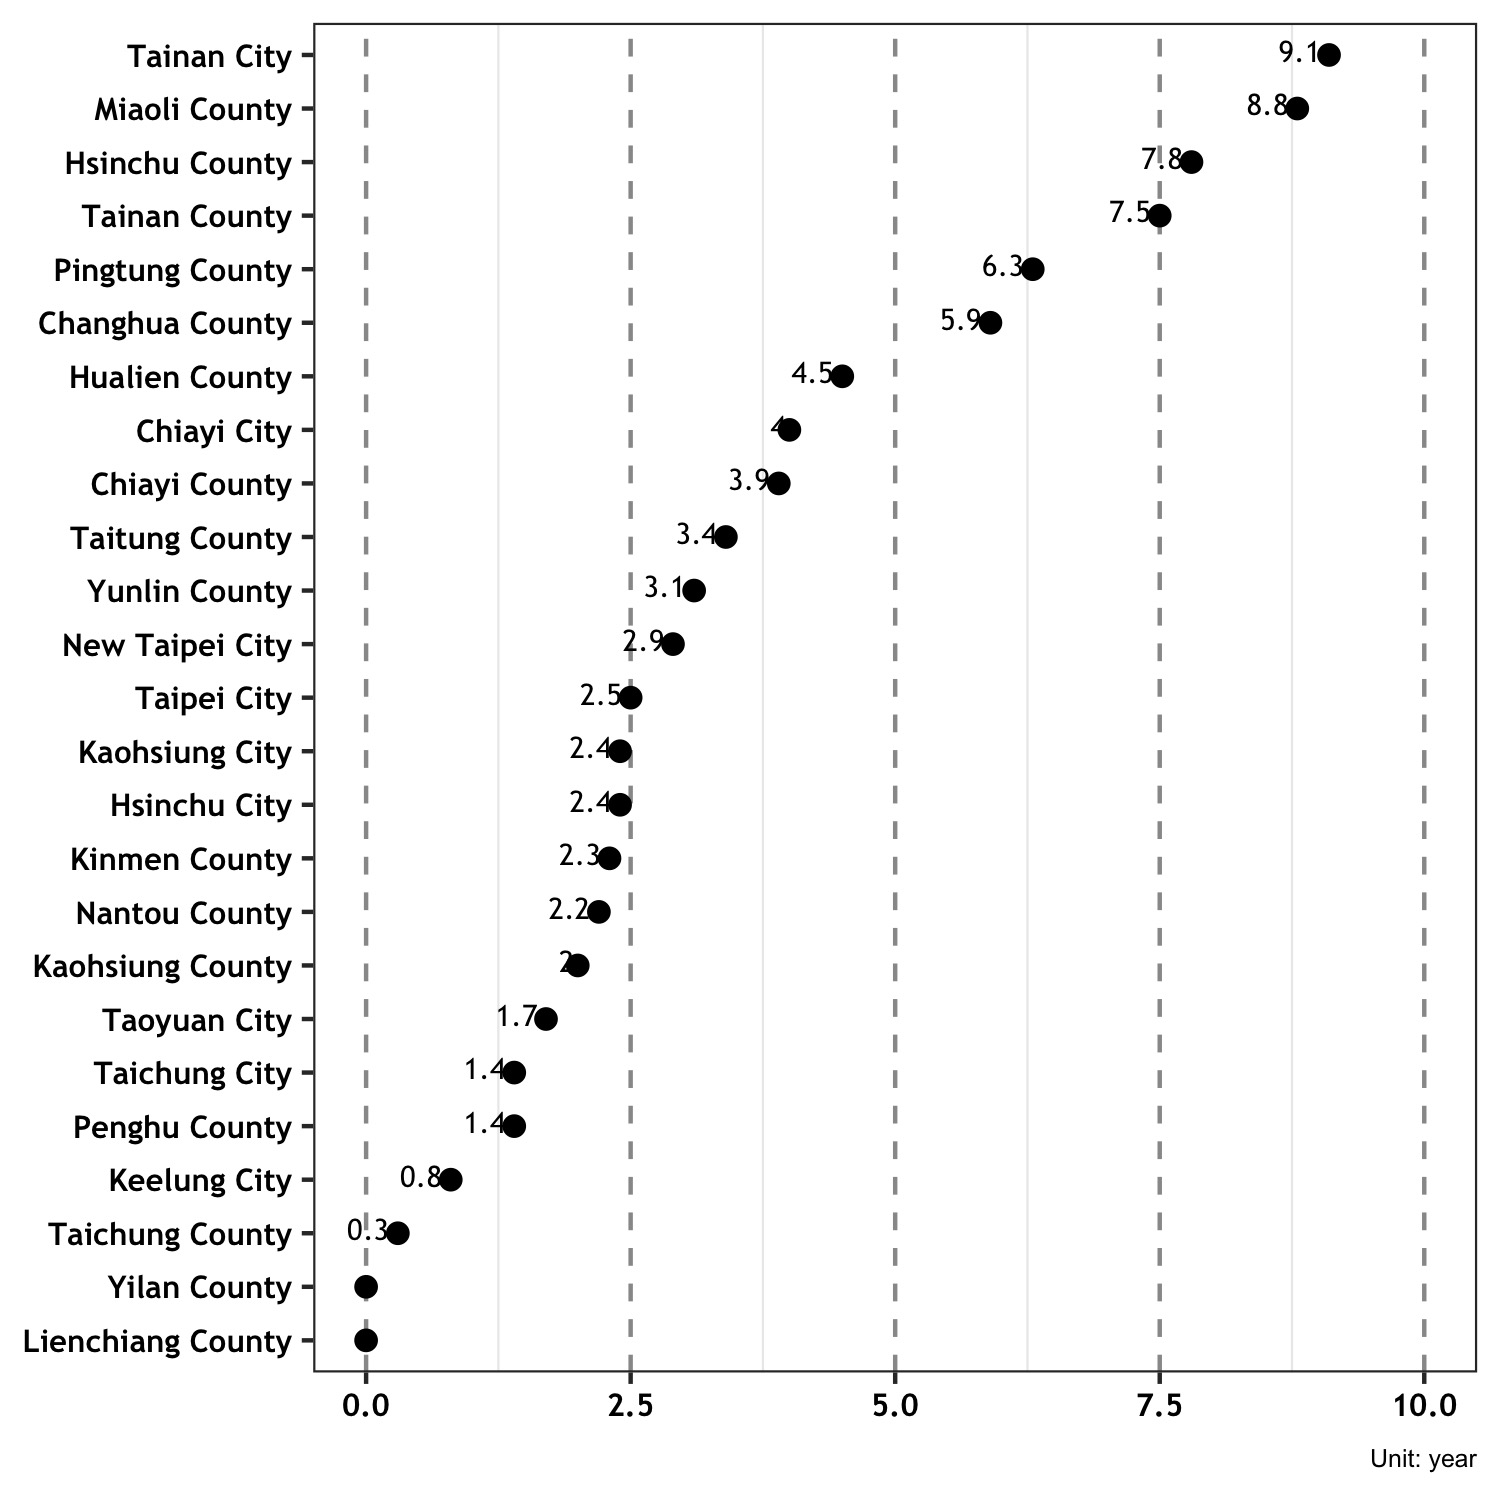 Tainan City 9.1
Miaoli County 8.8
Hsinchu County 7.8
Tainan County 7.5
Pingtung County 6.3
Changhua County 5.9
Hualien County 4.5
Chiayi City 4
Chiayi County 3.9
Taitung County 3.4
Yunlin County 3.1
New Taipei City 2.9
Taipei City 2.5
Kaohsiung City 2.4
Hsinchu City 2.4
Kinmen County 2.3
Nantou County 2.2
Kaohsiung County 2
Taoyuan City 1.7
Taichung City 1.4
Penghu County 1.4
Keelung City 0.8
Taichung County 0.3
Yilan County
Lienchiang County
0.0 2.5 5.0 7.5 10.0
Unit: year